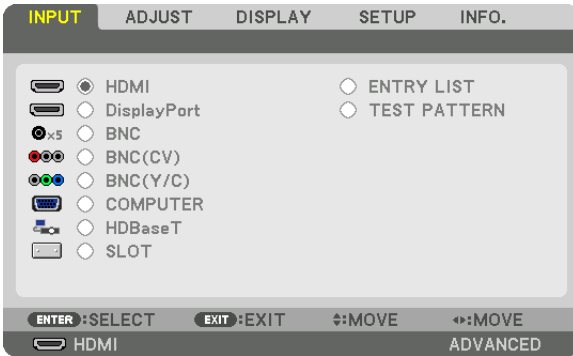 INPUT ADJUST DISPLAY SETUP INFO.
HDMI ENTRY LIST
DisplayPort TEST PATTERN
×5 BNC
BNC(CV)
BNC(Y/C)
COMPUTER
HDBaseT
SLOT
ENTER :SELECT EXIT :EXIT :MOVE :MOVE
HDMI ADVANCED